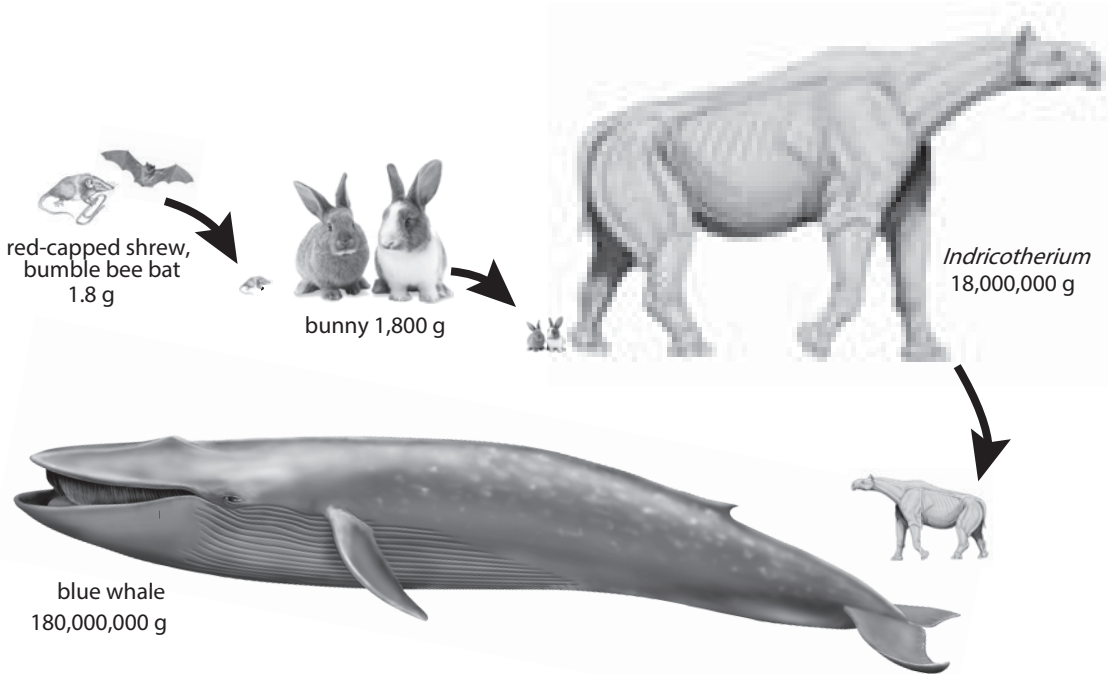 red-capped shrew,
bumble bee bat
1.8 g
bunny 1,800 g
Indricotherium
18,000,000 g
blue whale
180,000,000 g